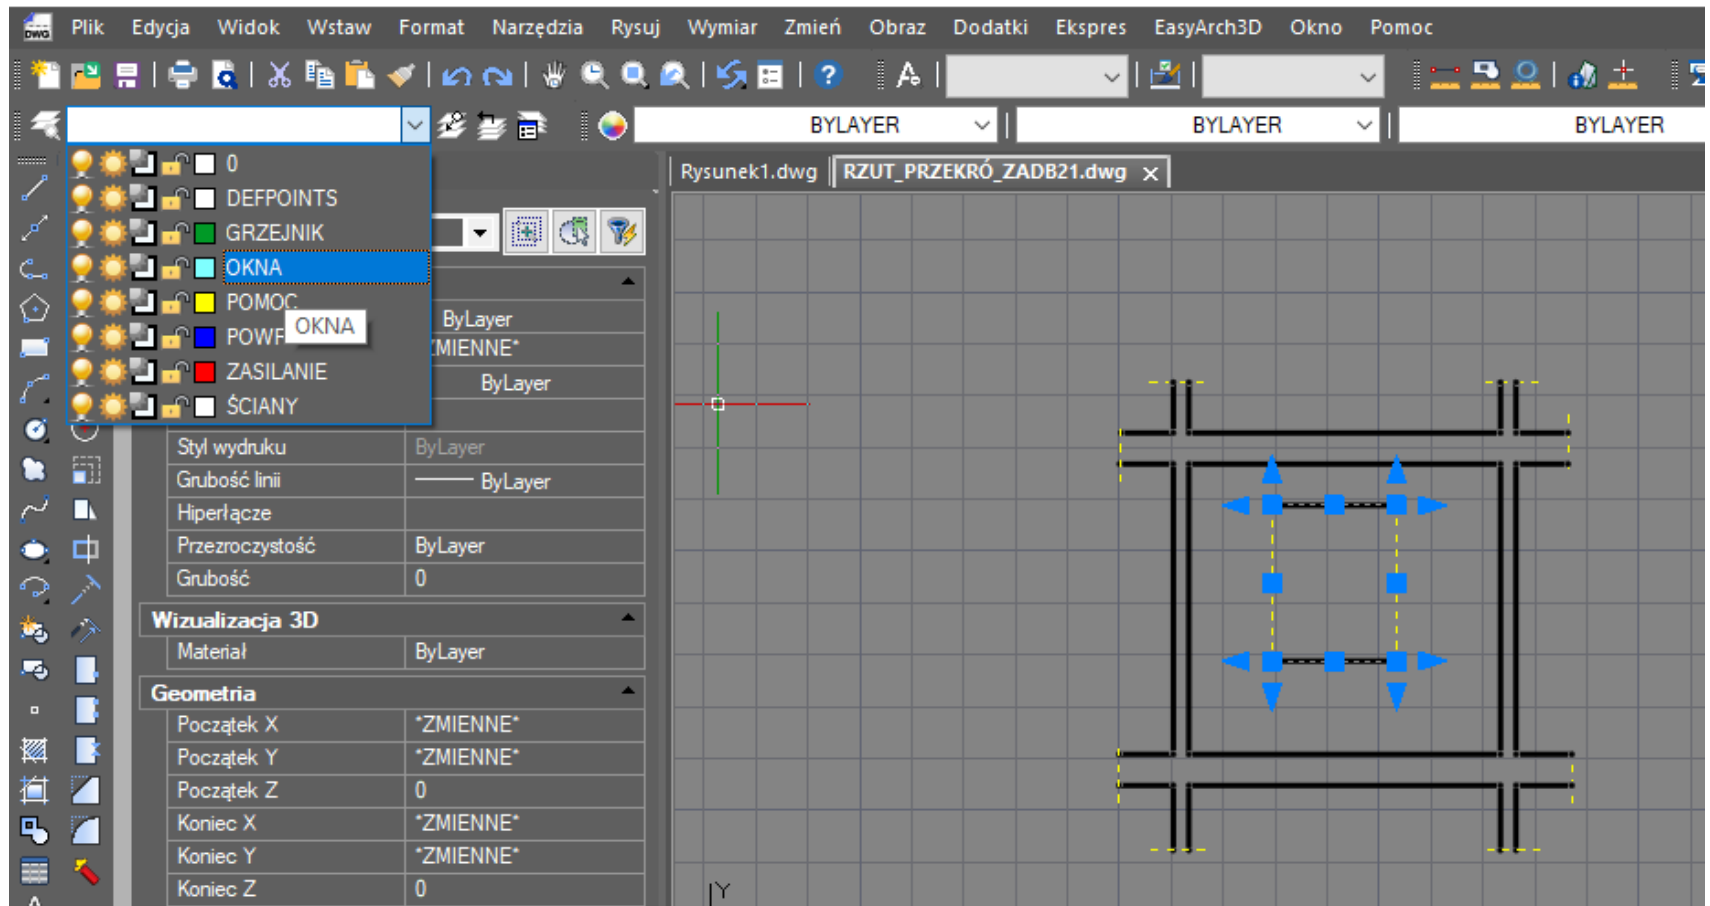 DWG Plik Edycja Widok Wstaw Format Narzędzia Rysuj Wymiar Zmień Obraz Dodatki Ekspres EasyArch3D Okno Pomoc
BYLAYER BYLAYER BYLAYER
Rysunek1.dwg RZUT_PRZEKRÓ_ZADB21.dwg
0
DEFPOINTS
GRZEJNIK
OKNA
POMOC
OKNA
ZASILANIE
ŚCIANY
ByLayer
ByLayer
Styl wydruku ByLayer
Grubość linii ByLayer
Hiperłącze
Przezroczystość ByLayer
Grubość 0
Wizualizacja 3D
Materiał ByLayer
Geometria
Początek X *ZMIENNE*
Początek Y *ZMIENNE*
Początek Z 0
Koniec X *ZMIENNE*
Koniec Y *ZMIENNE*
Koniec Z 0
Y